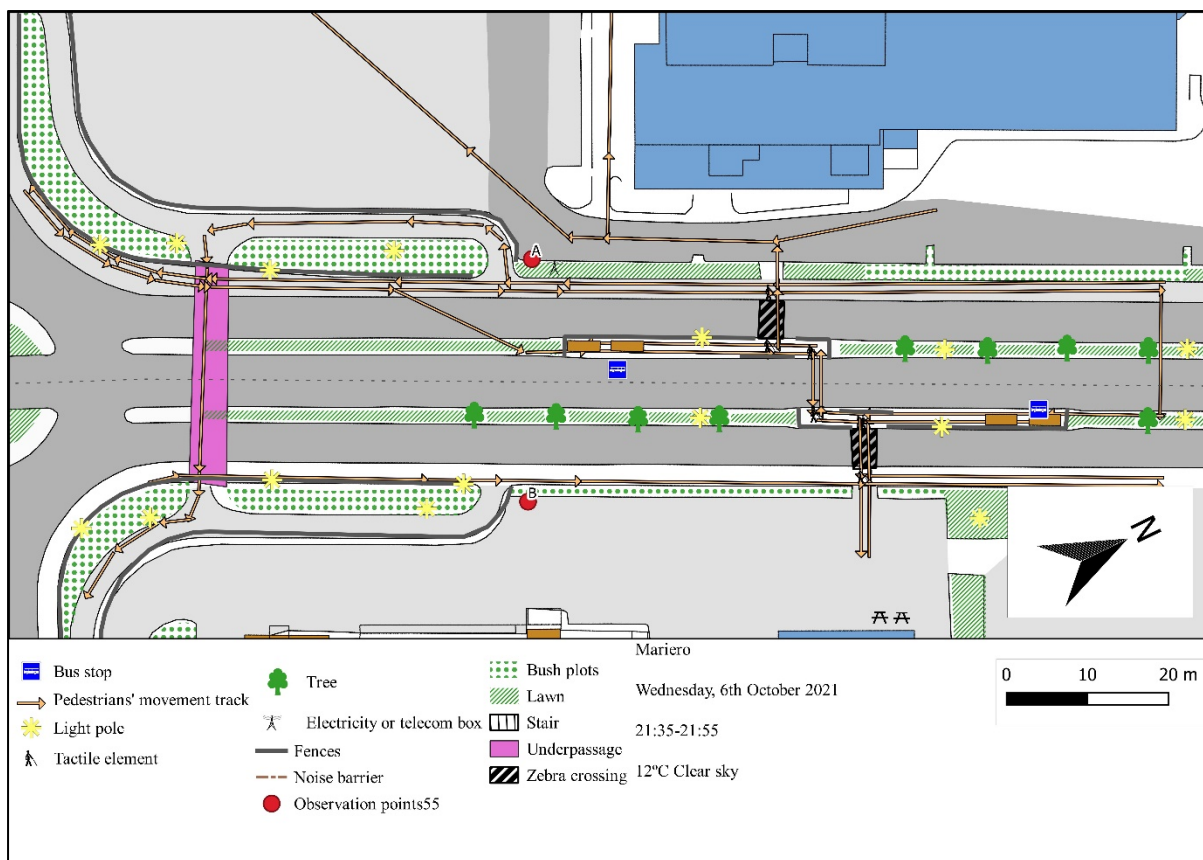 A
B
N
Bus stop
Pedestrians' movement track
Light pole
Tactile element
Tree
Electricity or telecom box
Fences
Noise barrier
Observation points55
Bush plots
Lawn
Stair
Underpassage
Zebra crossing
Mariero
Wednesday, 6th October 2021
21:35-21:55
12°C Clear sky
0 10 20 m